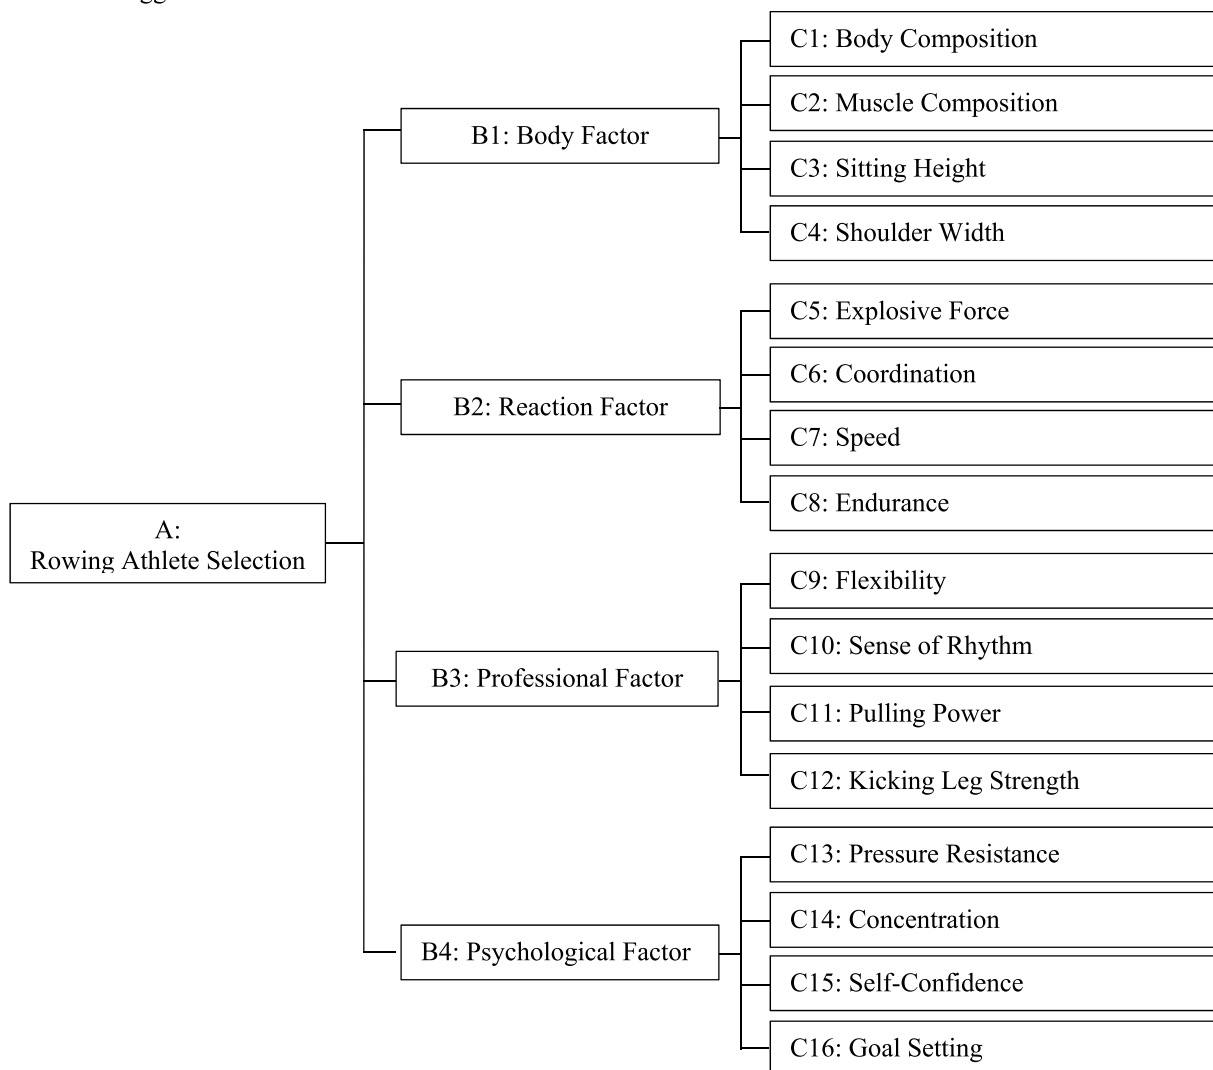 C1: Body Composition
C2: Muscle Composition
B1: Body Factor
C3: Sitting Height
C4: Shoulder Width
C5: Explosive Force
C6: Coordination
B2: Reaction Factor
C7: Speed
C8: Endurance
A:
Rowing Athlete Selection
C9: Flexibility
C10: Sense of Rhythm
B3: Professional Factor
C11: Pulling Power
C12: Kicking Leg Strength
C13: Pressure Resistance
C14: Concentration
B4: Psychological Factor
C15: Self-Confidence
C16: Goal Setting